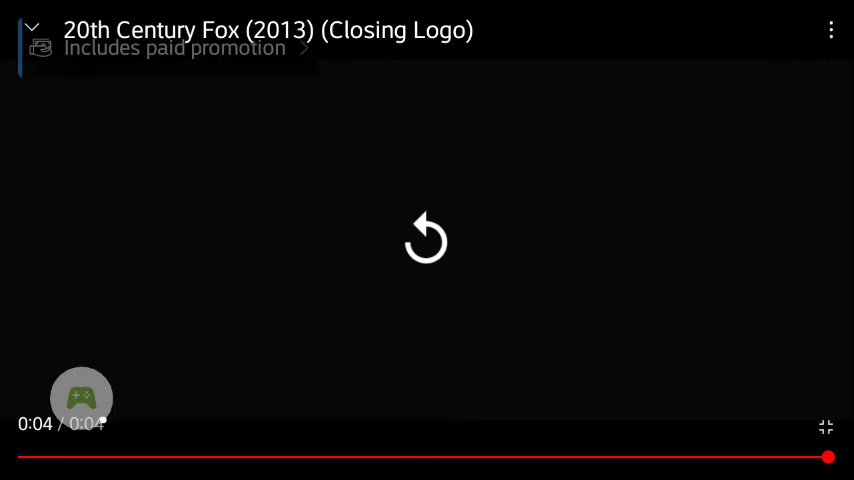 20th Century Fox (2013) (Closing Logo)
Includes paid promotion
0:04 / 0:04